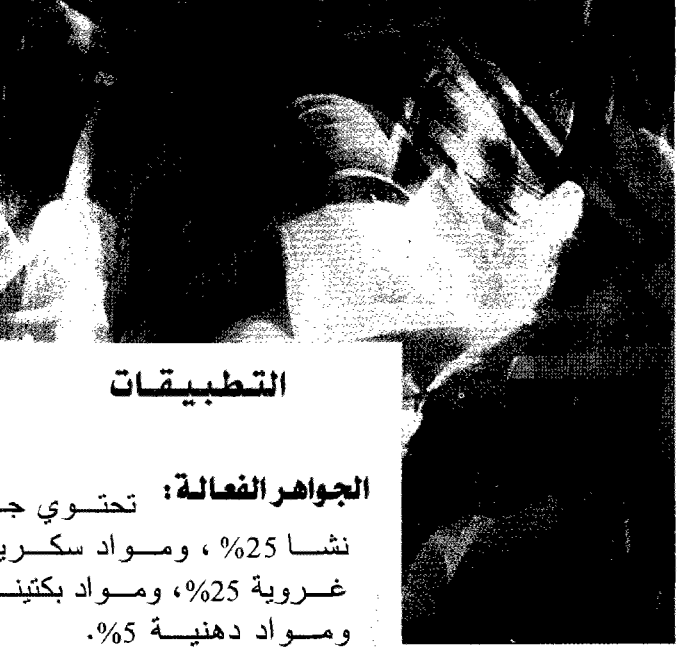 التطبيقات
الجواهر الفعالة: تحتوي
نشا 25%، ومواد
غروية 25%، ومواد
ومواد دهنية 5%.